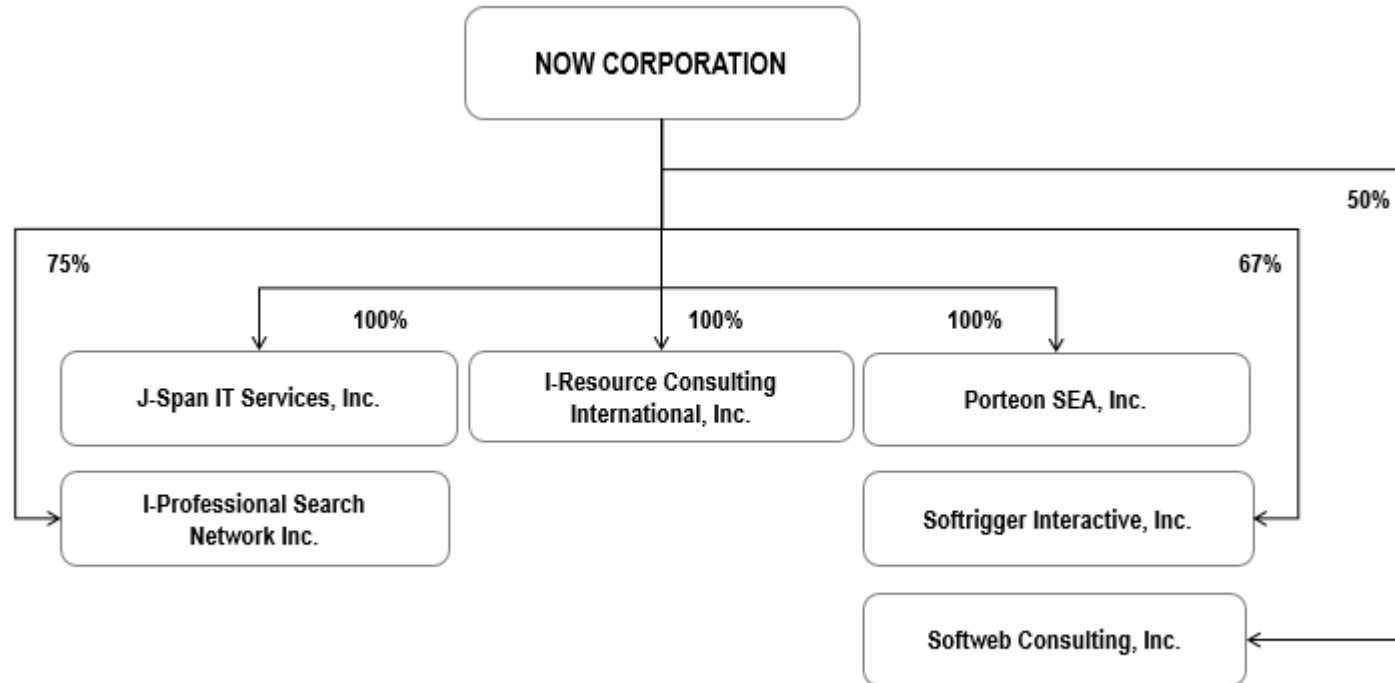 NOW CORPORATION
50%
75%
67%
100%
100%
100%
J-Span IT Services, Inc.
I-Resource Consulting
International, Inc.
Porteon SEA, Inc.
I-Professional Search
Network Inc.
Softrigger Interactive, Inc.
Softweb Consulting, Inc.